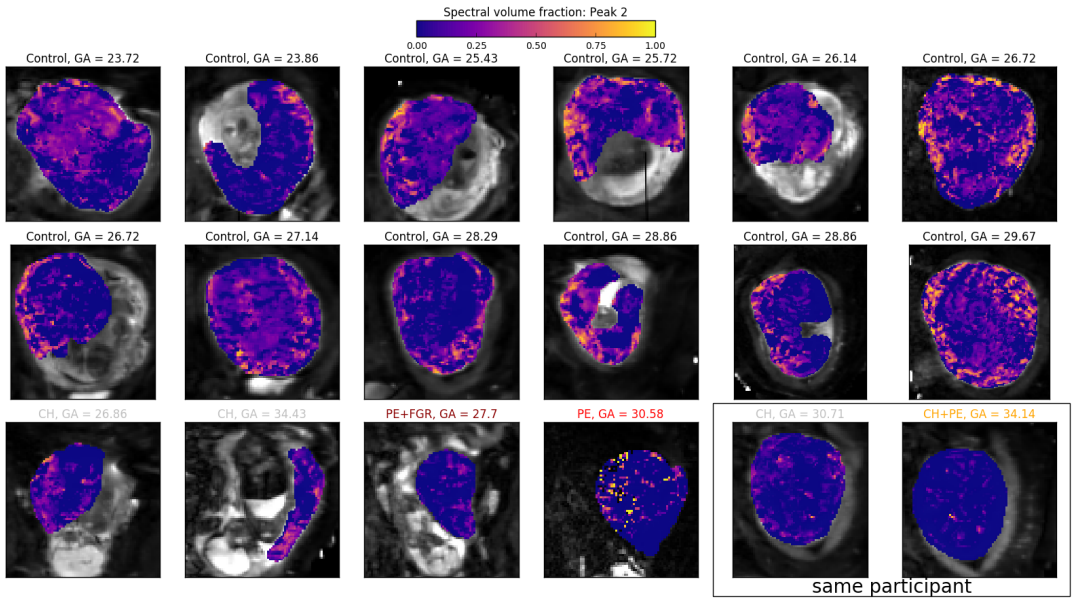 Spectral volume fraction: Peak 2
0.00 0.25 0.50 0.75 1.00
Control, GA = 23.72 Control, GA = 23.86 Control, GA = 25.43 Control, GA = 25.72 Control, GA = 26.14 Control, GA = 26.72
Control, GA = 26.72 Control, GA = 27.14 Control, GA = 28.29 Control, GA = 28.86 Control, GA = 28.86 Control, GA = 29.67
CH, GA = 26.86 CH, GA = 34.43 PE+FGR, GA = 27.7 PE, GA = 30.58 CH, GA = 30.71 CH+PE, GA = 34.14
same participant